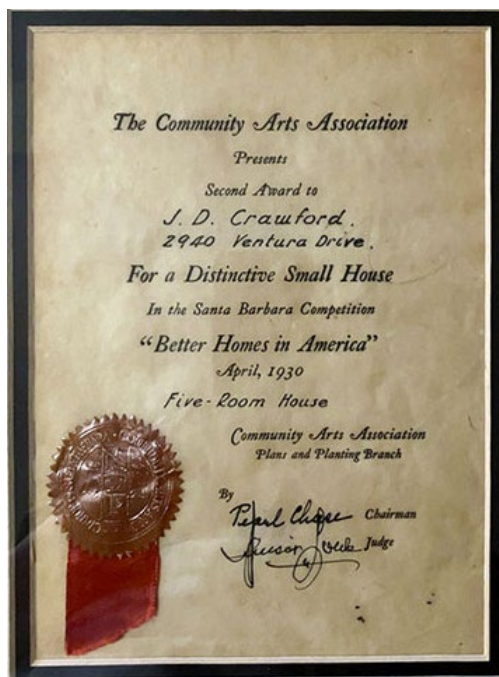 The Community Arts Association
Presents
Second Award to
J. D. Crawford.
2940 Ventura Drive.
For a Distinctive Small House
In the Santa Barbara Competition
"Better Homes in America"
April, 1930
Five-Room House
Community Arts Association
Plans and Planting Branch
By
Pearl Chase Chairman
Judge